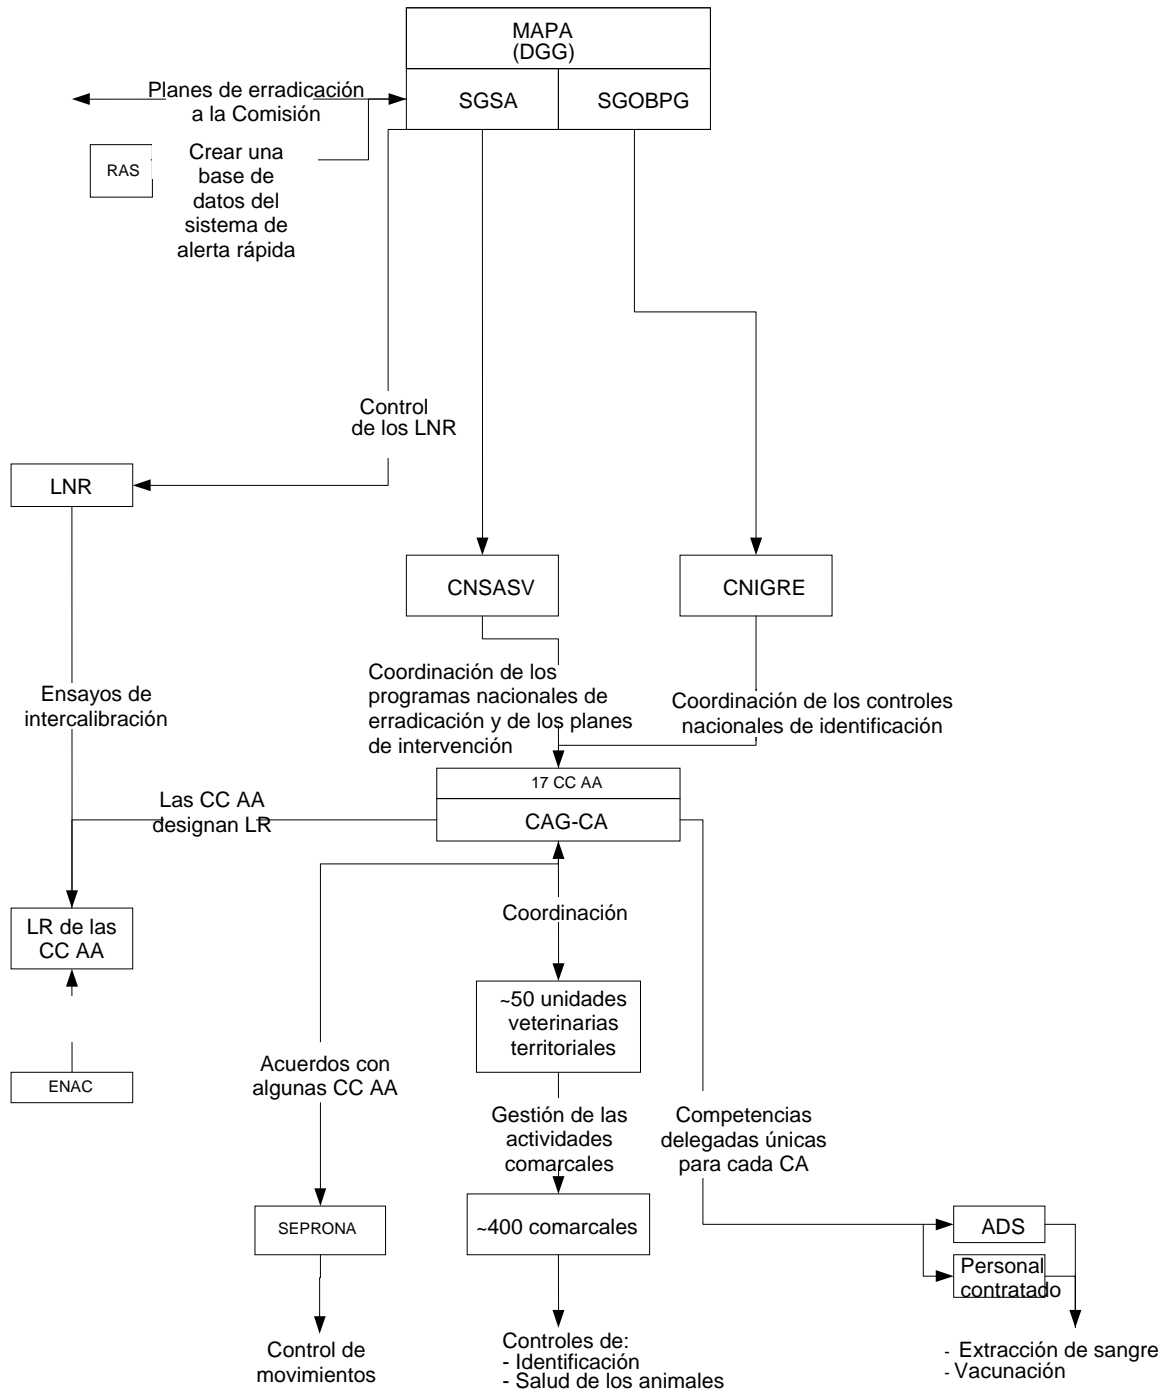 MAPA
(DGG)
SGSA
SGOBPG
Planes de erradicación
a la Comisión
RAS
Crear una
base de
datos del
sistema de
alerta rápida
Control
de los LNR
LNR
CNSASV
CNIGRE
Ensayos de
intercalibración
Coordinación de los
programas nacionales de
erradicación y de los planes
de intervención
Coordinación de los controles
nacionales de identificación
17 CC AA
CAG-CA
Las CC AA
designan LR
LR de las
CC AA
ENAC
Coordinación
~50 unidades
veterinarias
territoriales
Acuerdos con
algunas CC AA
Gestión de las
actividades
comarcales
Competencias
delegadas únicas
para cada CA
SEPRONA
~400 comarcales
ADS
Personal
contratado
Control de
movimientos
Controles de:
- Identificación
- Salud de los animales
- Extracción de sangre
- Vacunación